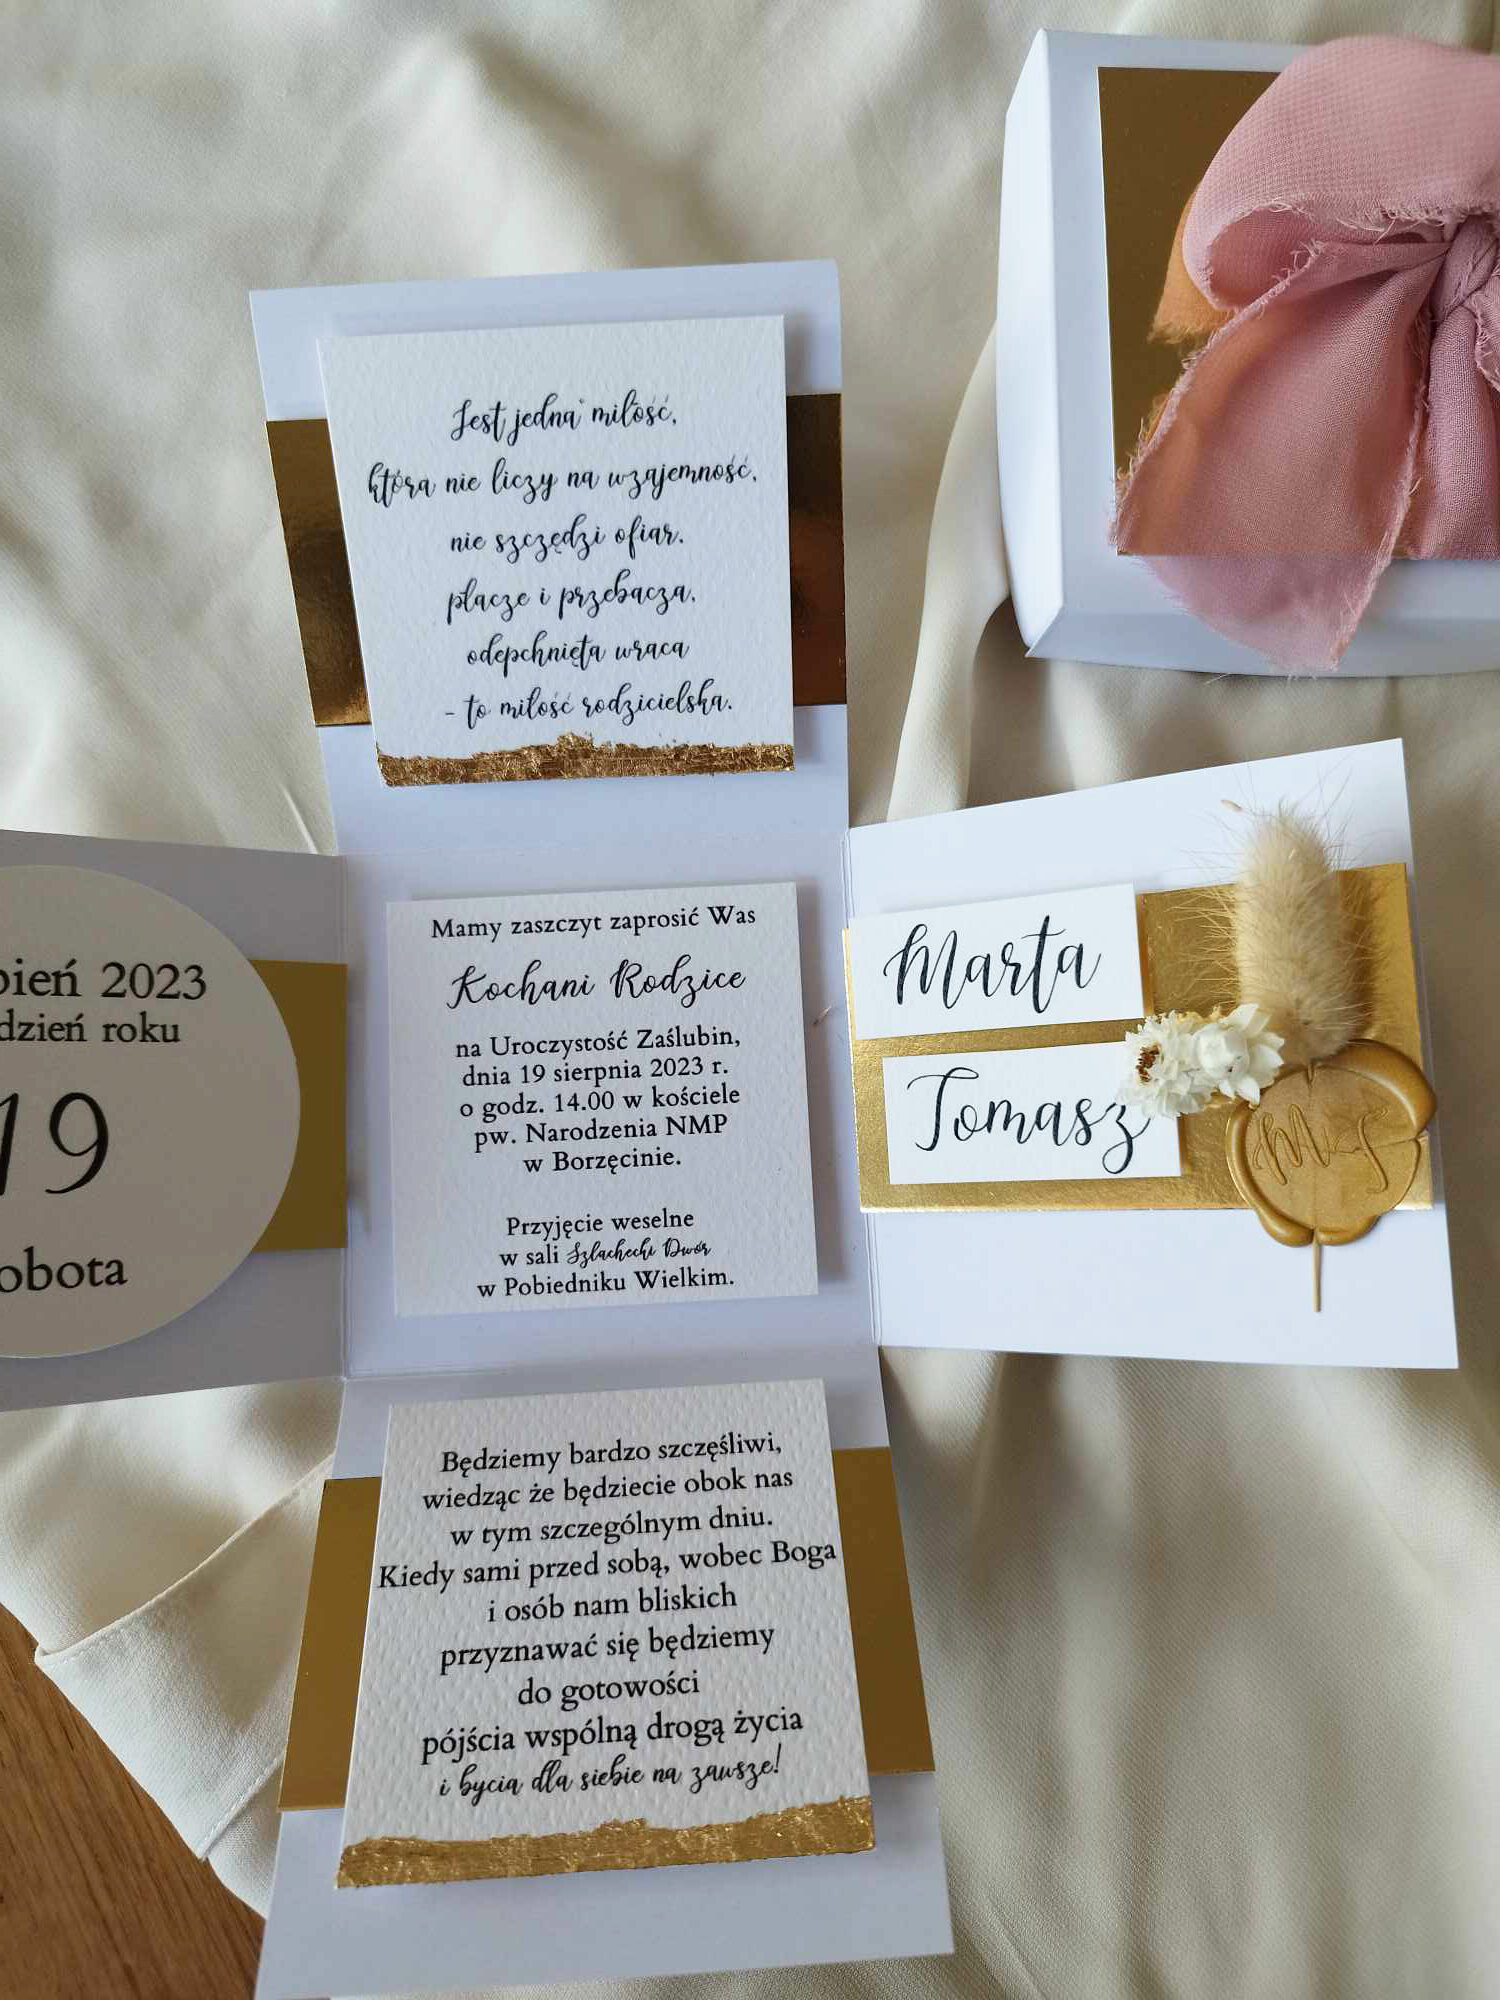 Jest jedna miłość,
która nie liczy na wzajemność,
nie szczędzi ofiar,
płacze i przebacza,
odepchnięta wraca
- to miłość rodzicielska.
pień 2023
dzień roku
19
obota
Mamy zaszczyt zaprosić Was
Kochani Rodzice
na Uroczystość Zaślubin,
dnia 19 sierpnia 2023 r.
o godz. 14.00 w kościele
pw. Narodzenia NMP
w Borzęcinie.
Przyjęcie weselne
w sali Szlachecki Dwór
w Pobiedniku Wielkim.
Marta
Tomasz
M T
Będziemy bardzo szczęśliwi,
wiedząc że będziecie obok nas
w tym szczególnym dniu.
Kiedy sami przed sobą, wobec Boga
i osób nam bliskich
przyznawać się będziemy
do gotowości
pójścia wspólną drogą życia
i bycia dla siebie na zawsze!